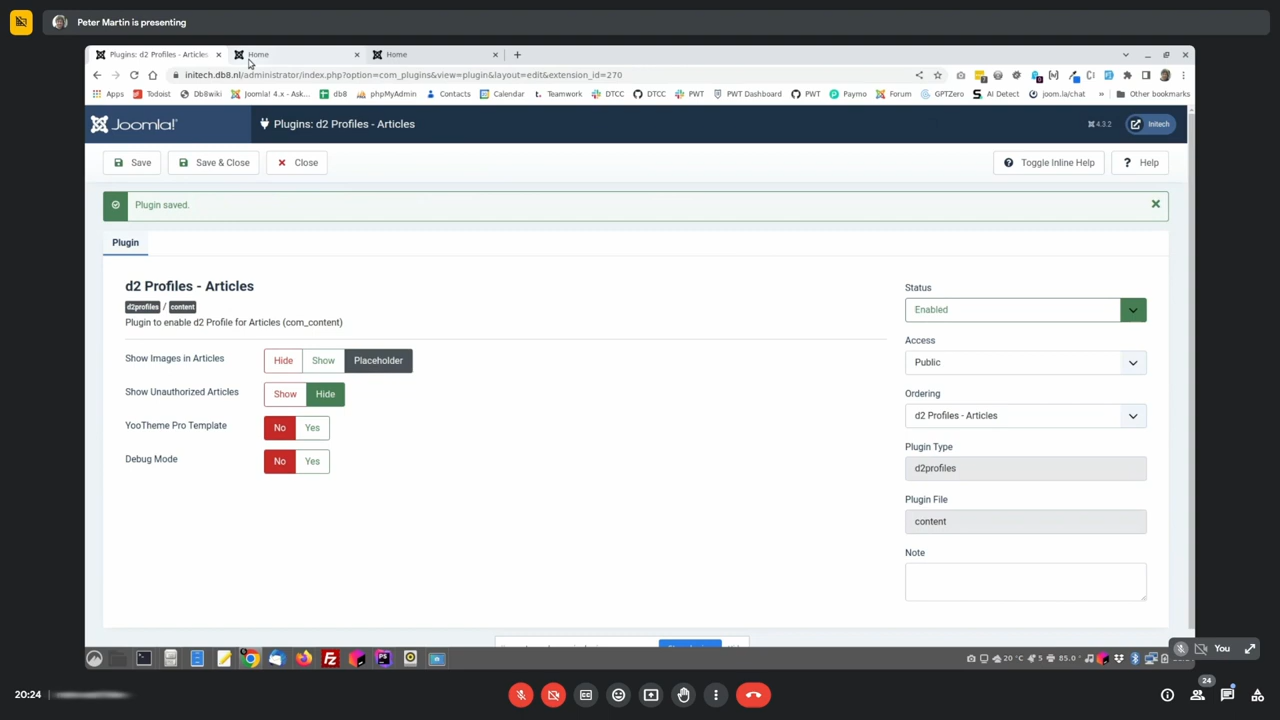 Peter Martin is presenting
Plugins: d2 Profiles - Articles
Home
Home
initech.db8.nl/administrator/index.php?option=com_plugins&view=plugin&layout=edit&extension_id=270
Apps Todoist Db8wiki Joomla! 4.x - Ask... db8 phpMyAdmin Contacts Calendar Teamwork DTCC DTCC PWT PWT Dashboard PWT Paymo Forum GPTZero AI Detect joom.la/chat » Other bookmarks
Joomla!
Plugins: d2 Profiles - Articles
4.3.2
Initech
Save
Save & Close
Close
Toggle Inline Help
Help
Plugin saved.
Plugin
d2 Profiles - Articles
d2profiles / content
Plugin to enable d2 Profile for Articles (com_content)
Show Images in Articles
Hide Show Placeholder
Show Unauthorized Articles
Show Hide
YooTheme Pro Template
No Yes
Debug Mode
No Yes
Status
Enabled
Access
Public
Ordering
d2 Profiles - Articles
Plugin Type
d2profiles
Plugin File
content
Note
20 °C 5 85.0
You
20:24
24